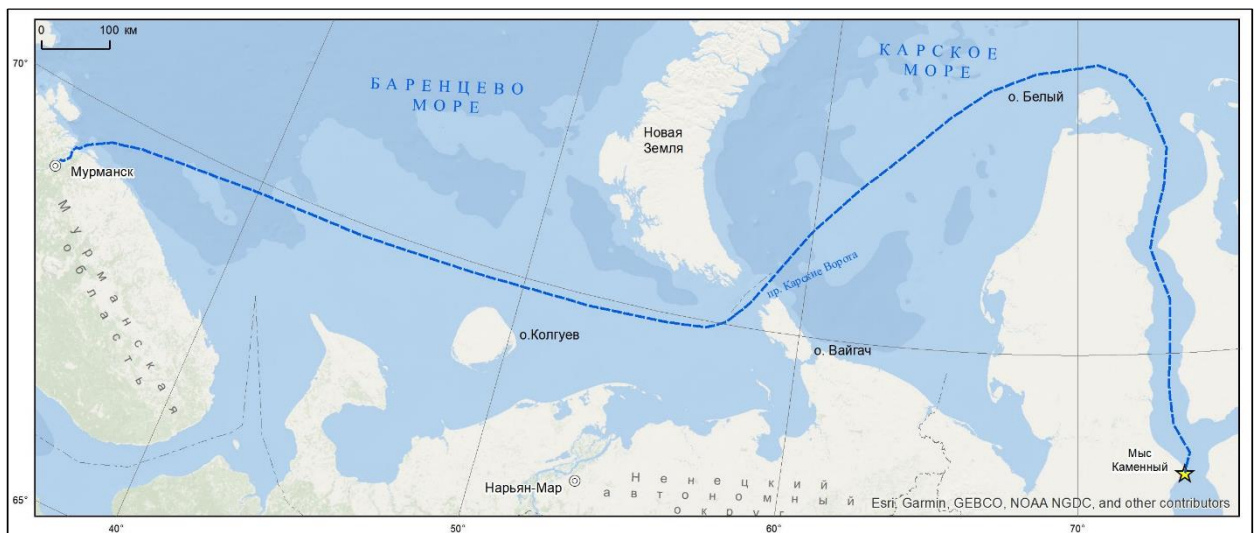 0 100 км
70°
БАРЕНЦЕВО
МОРЕ
КАРСКОЕ
МОРЕ
о. Белый
Новая
Земля
Мурманск
Мурманская
область
пр. Карские Ворота
о.Колгуев
о. Вайгач
Мыс
Каменный
65°
Нарьян-Мар
Ненецкий
автономный
округ
Esri, Garmin, GEBCO, NOAA NGDC, and other contributors
40° 50° 60° 70°